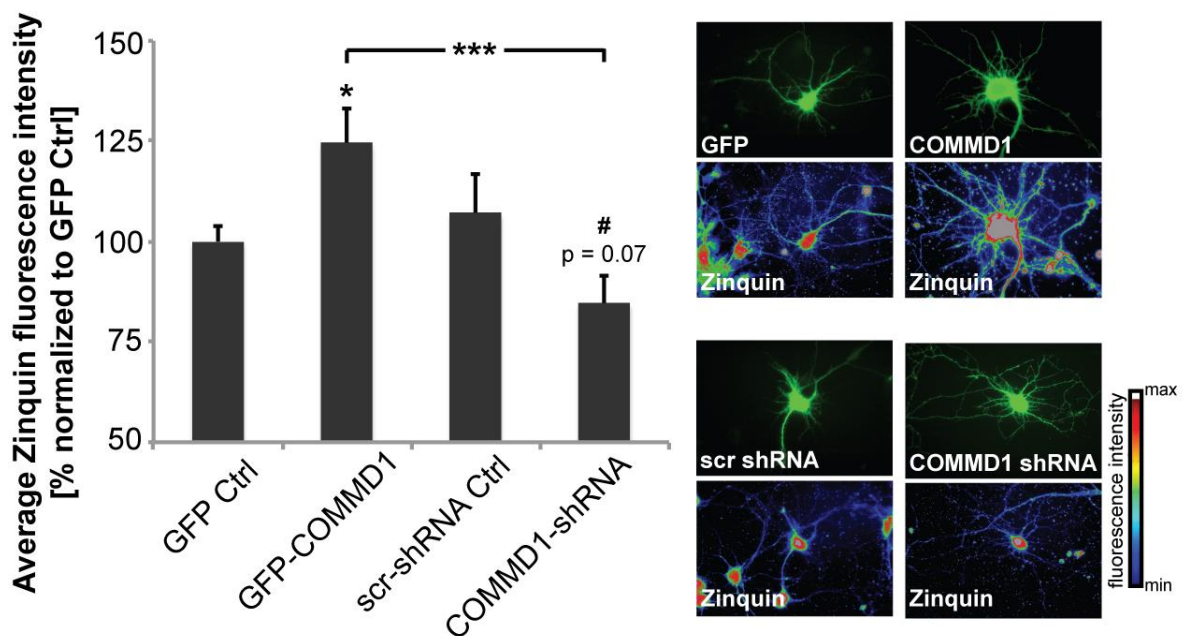 Average Zinquin fluorescence intensity
[% normalized to GFP Ctrl]
150
125
100
75
50
***
*
#
p = 0.07
GFP Ctrl
GFP-COMMD1
scr-shRNA Ctrl
COMMD1-shRNA
GFP
COMMD1
Zinquin
Zinquin
scr shRNA
COMMD1 shRNA
Zinquin
Zinquin
fluorescence intensity
max
min